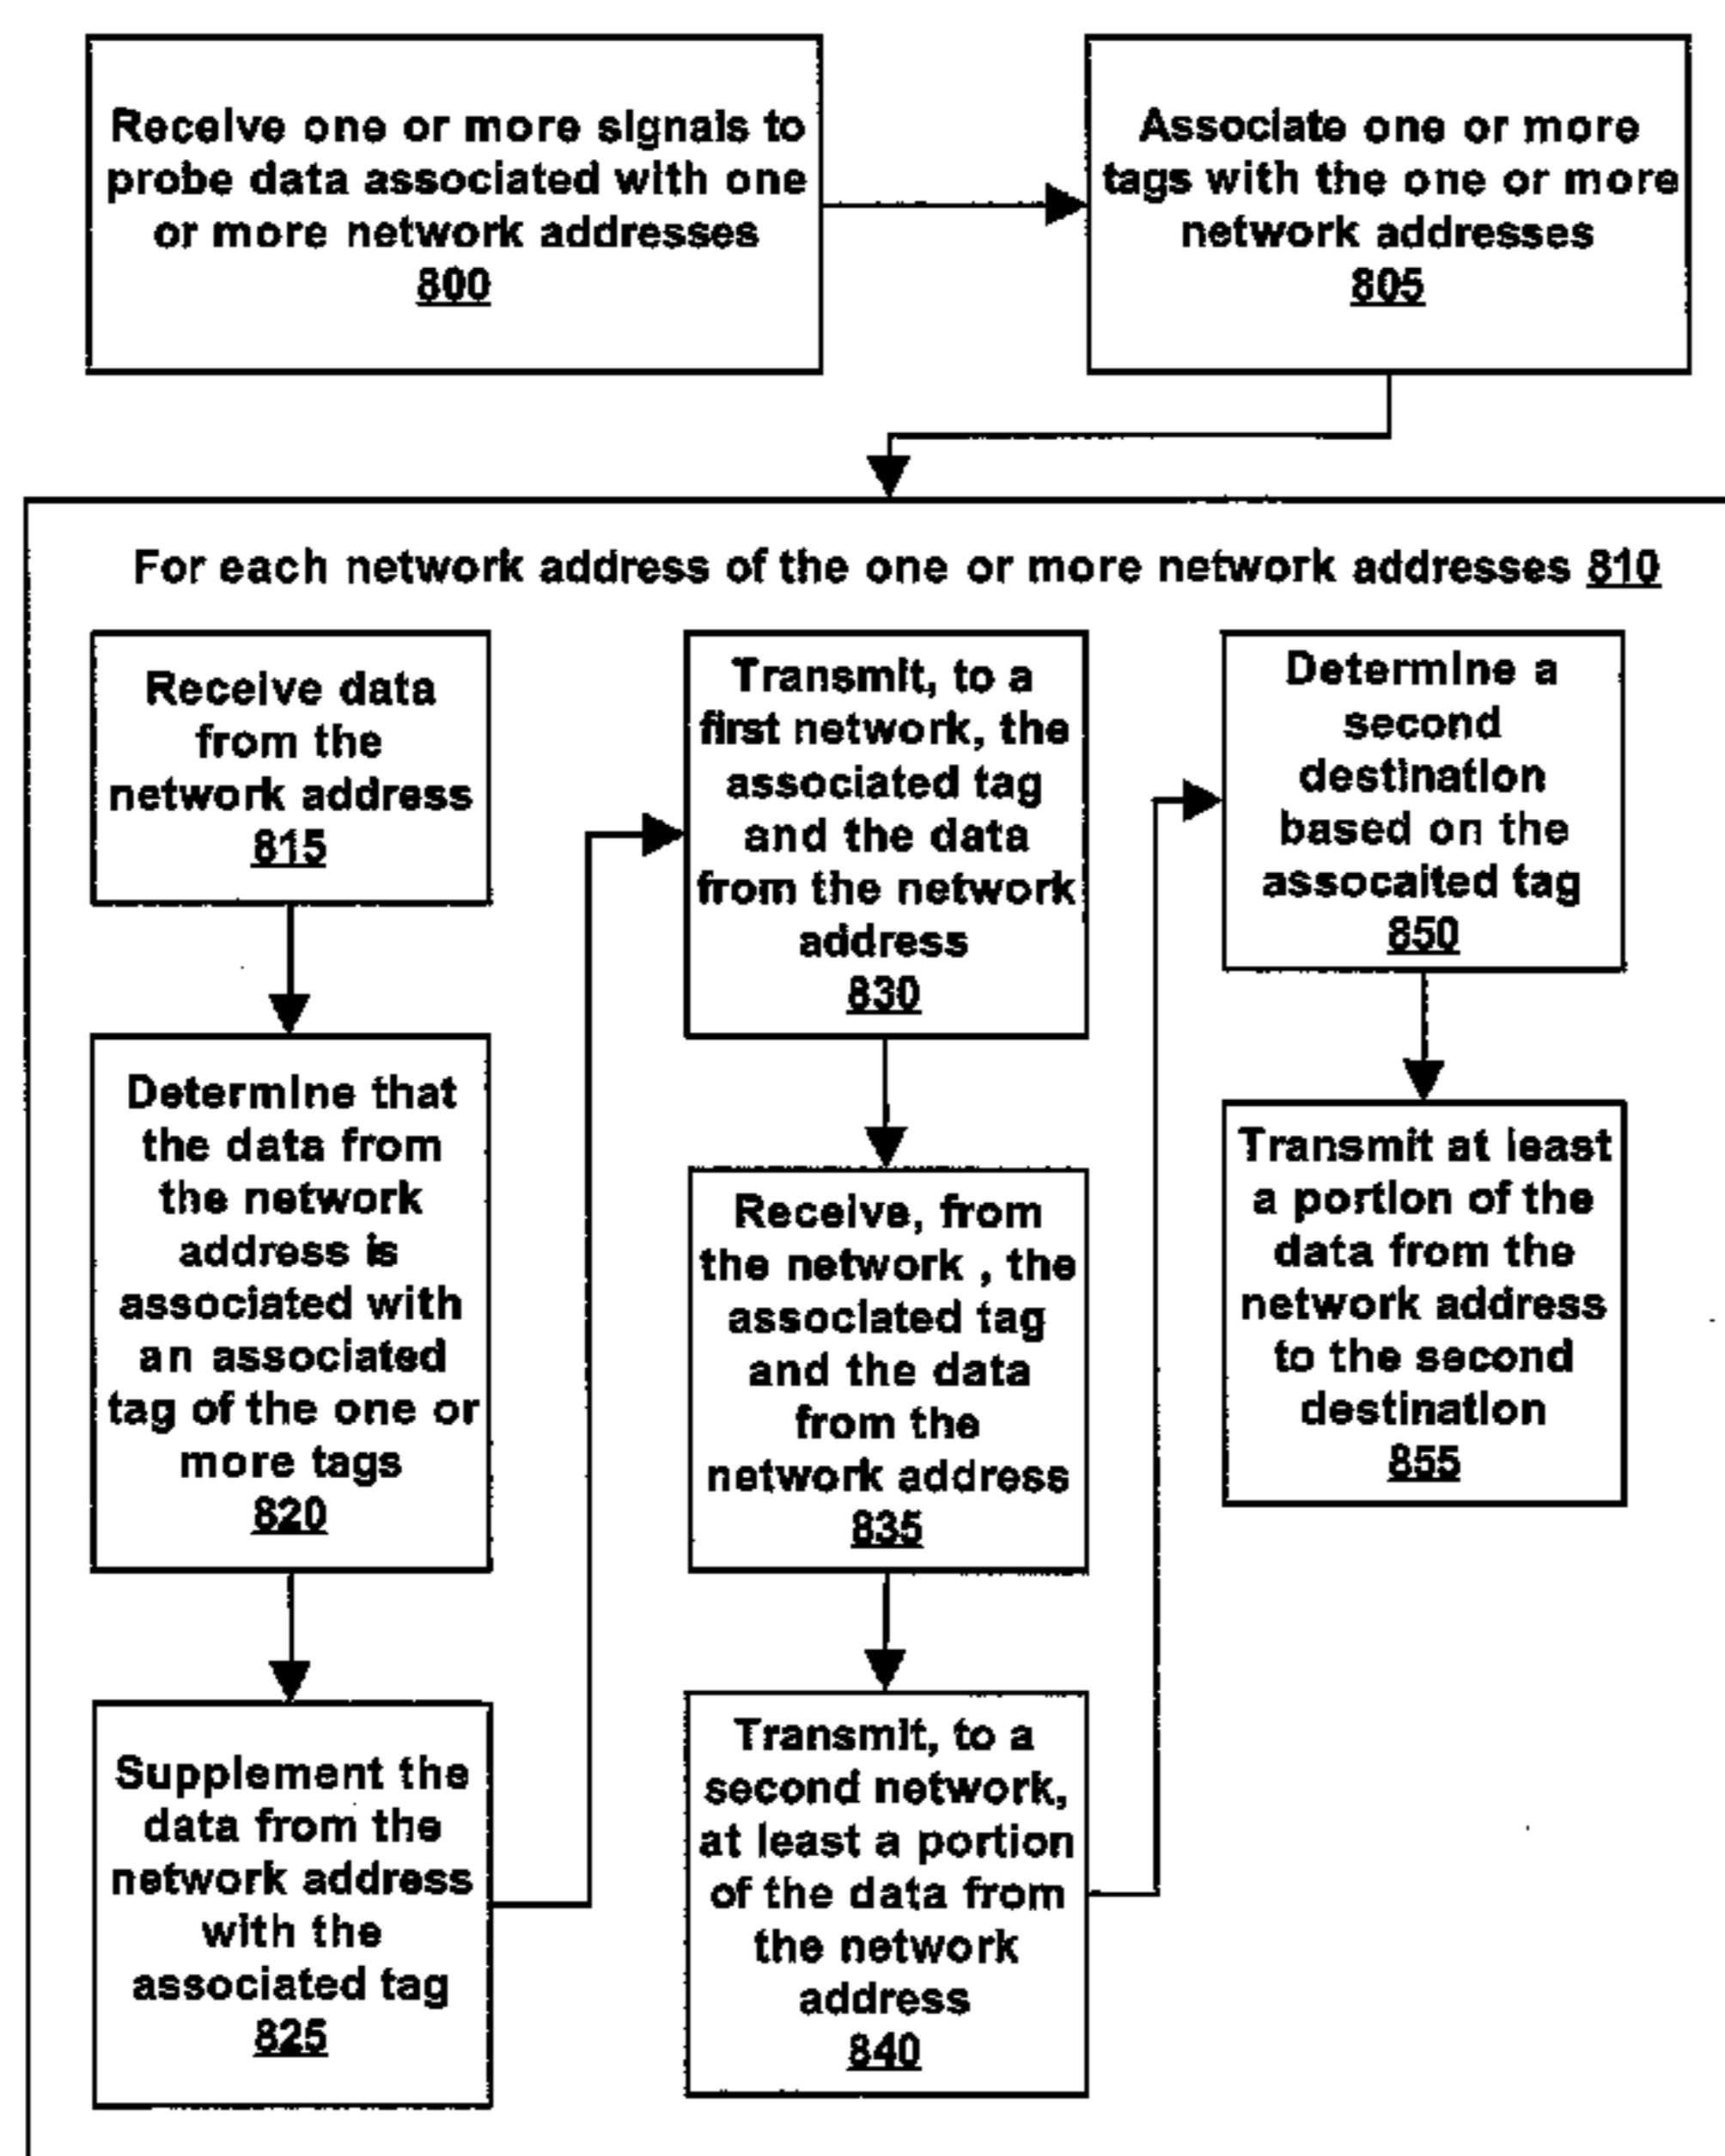 Receive one or more signals to
probe data associated with one
or more network addresses
800
Associate one or more
tags with the one or more
network addresses
805
For each network address of the one or more network addresses 810
Receive data
from the
network address
815
Determine that
the data from
the network
address is
associated with
an associated
tag of the one or
more tags
820
Supplement the
data from the
network address
with the
associated tag
825
Transmit, to a
first network, the
associated tag
and the data
from the network
address
830
Receive, from
the network , the
associated tag
and the data
from the
network address
835
Transmit, to a
second network,
at least a portion
of the data from
the network
address
840
Determine a
second
destination
based on the
assocaited tag
850
Transmit at least
a portion of the
data from the
network address
to the second
destination
855